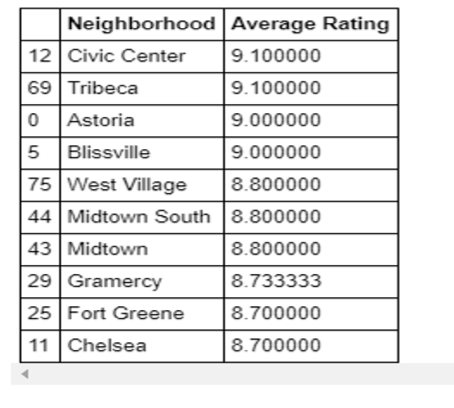 Neighborhood Average Rating
12 Civic Center 9.100000
69 Tribeca 9.100000
0 Astoria 9.000000
5 Blissville 9.000000
75 West Village 8.800000
44 Midtown South 8.800000
43 Midtown 8.800000
29 Gramercy 8.733333
25 Fort Greene 8.700000
11 Chelsea 8.700000